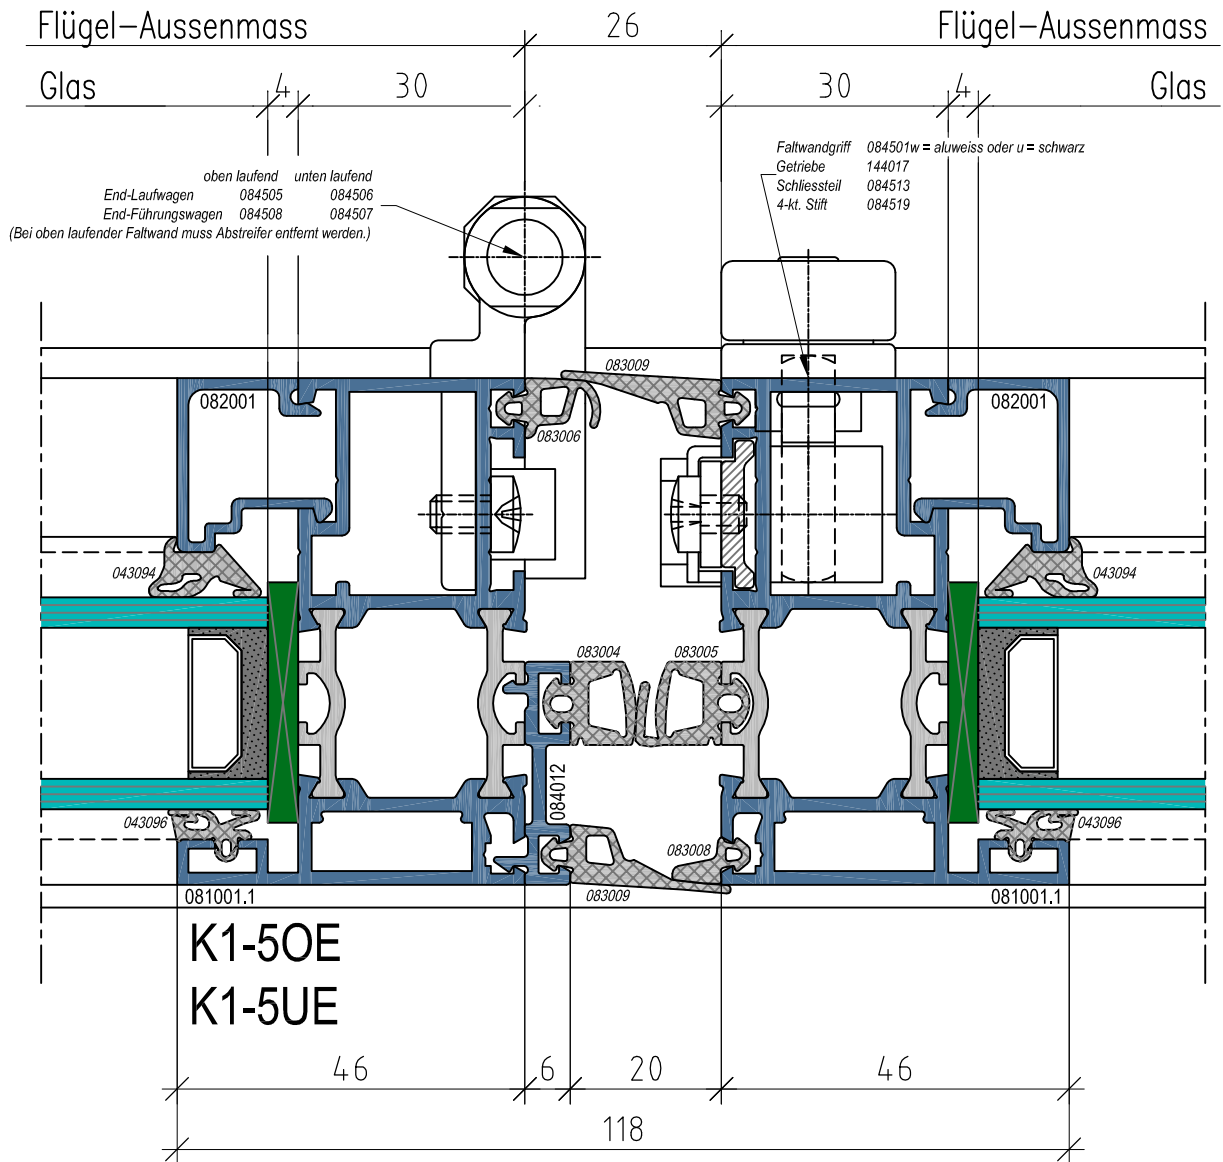 Flügel–Aussenmass 26 Flügel–Aussenmass
Glas 4 30 30 4 Glas
oben laufend unten laufend
End-Laufwagen 084505 084506
End-Führungswagen 084508 084507
(Bei oben laufender Faltwand muss Abstreifer entfernt werden.)
Faltwandgriff 084501w = aluweiss oder u = schwarz
Getriebe 144017
Schliessteil 084513
4-kt. Stift 084519
083009
082001 082001
083006
043094 043094
083004 083005
084012
043096 043096
083008
081001.1 083009 081001.1
K1-5OE
K1-5UE
46 6 20 46
118